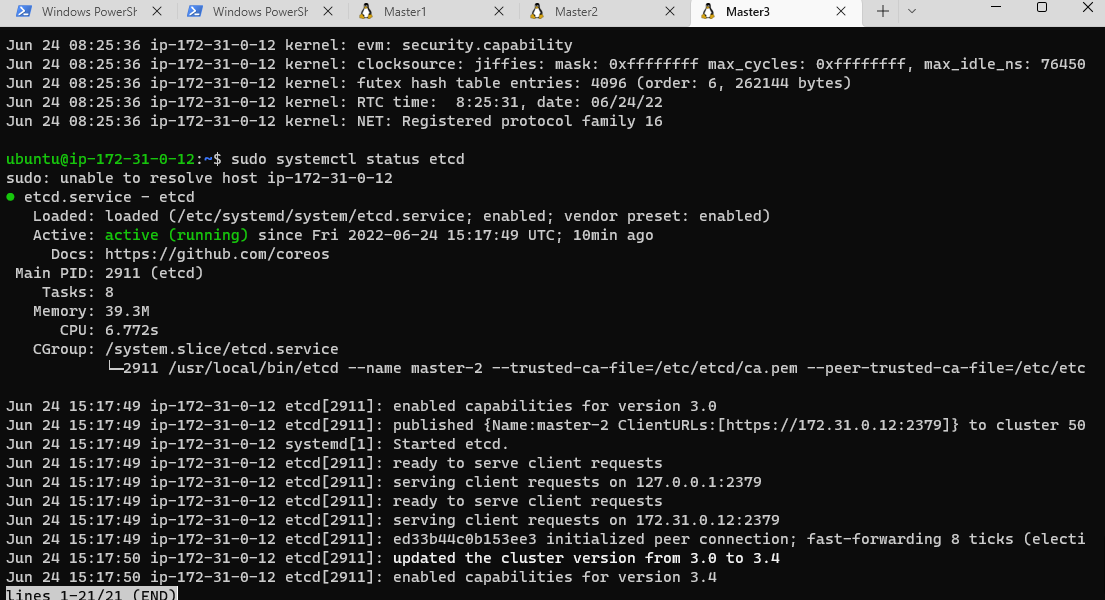 Windows PowerSh
Windows PowerSh
Master1
Master2
Master3
Jun 24 08:25:36 ip-172-31-0-12 kernel: evm: security.capability
Jun 24 08:25:36 ip-172-31-0-12 kernel: clocksource: jiffies: mask: 0xffffffff max_cycles: 0xffffffff, max_idle_ns: 76450
Jun 24 08:25:36 ip-172-31-0-12 kernel: futex hash table entries: 4096 (order: 6, 262144 bytes)
Jun 24 08:25:36 ip-172-31-0-12 kernel: RTC time:  8:25:31, date: 06/24/22
Jun 24 08:25:36 ip-172-31-0-12 kernel: NET: Registered protocol family 16
ubuntu@ip-172-31-0-12:~$ sudo systemctl status etcd
sudo: unable to resolve host ip-172-31-0-12
● etcd.service - etcd
Loaded: loaded (/etc/systemd/system/etcd.service; enabled; vendor preset: enabled)
Active: active (running) since Fri 2022-06-24 15:17:49 UTC; 10min ago
Docs: https://github.com/coreos
Main PID: 2911 (etcd)
Tasks: 8
Memory: 39.3M
CPU: 6.772s
CGroup: /system.slice/etcd.service
└─2911 /usr/local/bin/etcd --name master-2 --trusted-ca-file=/etc/etcd/ca.pem --peer-trusted-ca-file=/etc/etc
Jun 24 15:17:49 ip-172-31-0-12 etcd[2911]: enabled capabilities for version 3.0
Jun 24 15:17:49 ip-172-31-0-12 etcd[2911]: published {Name:master-2 ClientURLs:[https://172.31.0.12:2379]} to cluster 50
Jun 24 15:17:49 ip-172-31-0-12 systemd[1]: Started etcd.
Jun 24 15:17:49 ip-172-31-0-12 etcd[2911]: ready to serve client requests
Jun 24 15:17:49 ip-172-31-0-12 etcd[2911]: serving client requests on 127.0.0.1:2379
Jun 24 15:17:49 ip-172-31-0-12 etcd[2911]: ready to serve client requests
Jun 24 15:17:49 ip-172-31-0-12 etcd[2911]: serving client requests on 172.31.0.12:2379
Jun 24 15:17:49 ip-172-31-0-12 etcd[2911]: ed33b44c0b153ee3 initialized peer connection; fast-forwarding 8 ticks (electi
Jun 24 15:17:50 ip-172-31-0-12 etcd[2911]: updated the cluster version from 3.0 to 3.4
Jun 24 15:17:50 ip-172-31-0-12 etcd[2911]: enabled capabilities for version 3.4
lines 1-21/21 (END)